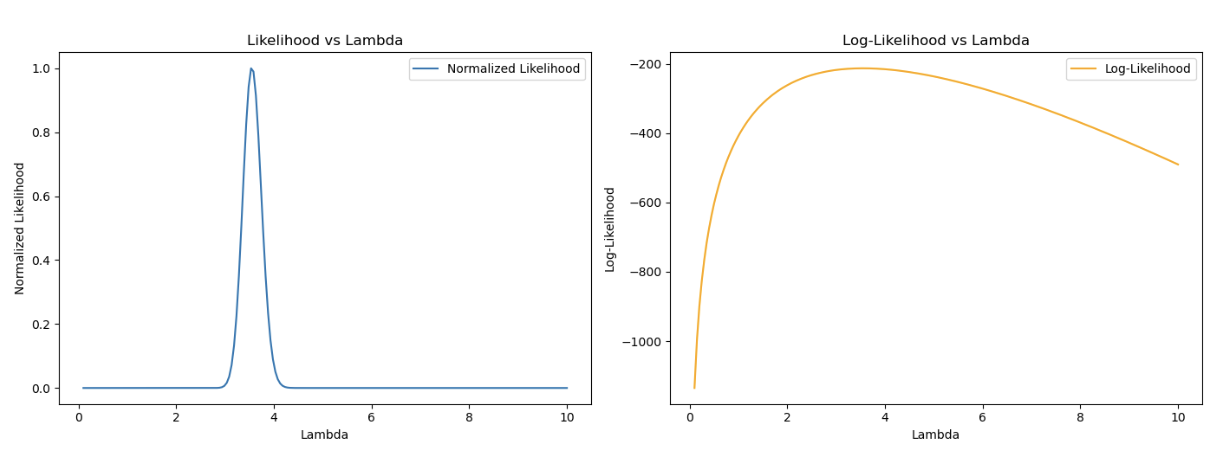 Likelihood vs Lambda
Normalized Likelihood
1.0
0.8
0.6
0.4
0.2
0.0
Normalized Likelihood
0 2 4 6 8 10
Lambda
Log-Likelihood vs Lambda
Log-Likelihood
−200
−400
−600
−800
−1000
Log-Likelihood
0 2 4 6 8 10
Lambda